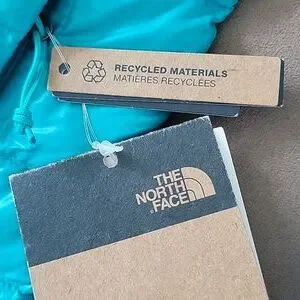 RECYCLED MATERIALS
MATIÈRES RECYCLÉES
THE
NORTH
FACE